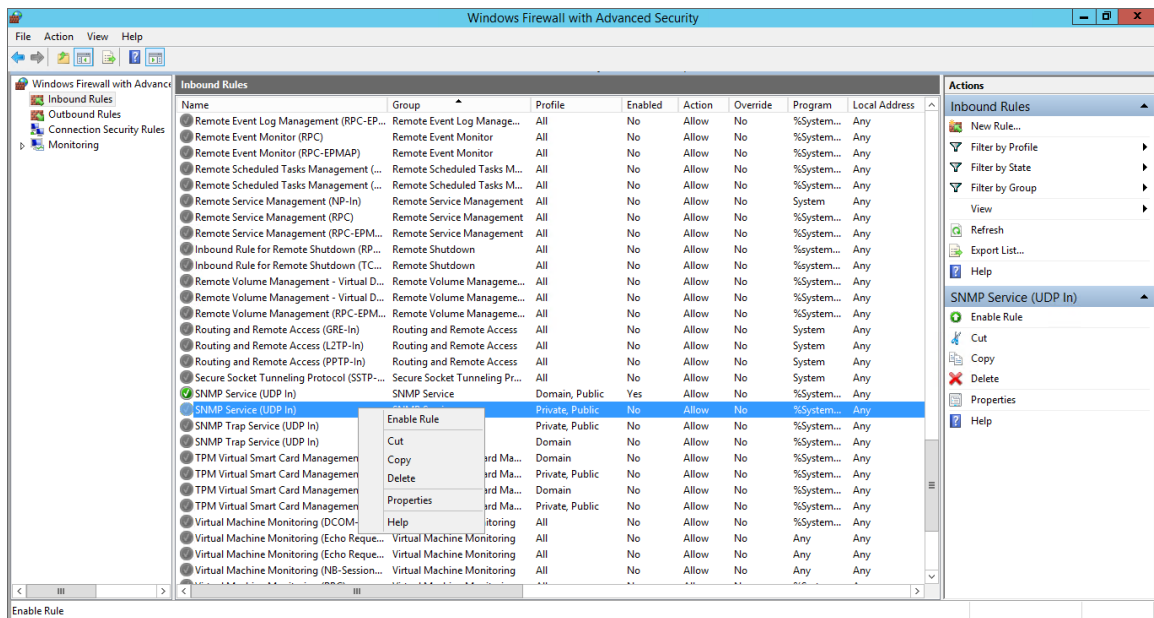 Windows Firewall with Advanced Security
File Action View Help
Windows Firewall with Advance
Inbound Rules
Outbound Rules
Connection Security Rules
Monitoring
Inbound Rules
Name Group Profile Enabled Action Override Program Local Address
Remote Event Log Management (RPC-EP... Remote Event Log Manage... All No Allow No %System... Any
Remote Event Monitor (RPC) Remote Event Monitor All No Allow No %System... Any
Remote Event Monitor (RPC-EPMAP) Remote Event Monitor All No Allow No %System... Any
Remote Scheduled Tasks Management (... Remote Scheduled Tasks M... All No Allow No %System... Any
Remote Scheduled Tasks Management (... Remote Scheduled Tasks M... All No Allow No %System... Any
Remote Service Management (NP-In) Remote Service Management All No Allow No System Any
Remote Service Management (RPC) Remote Service Management All No Allow No %System... Any
Remote Service Management (RPC-EPM... Remote Service Management All No Allow No %System... Any
Inbound Rule for Remote Shutdown (RP... Remote Shutdown All No Allow No %system... Any
Inbound Rule for Remote Shutdown (TC... Remote Shutdown All No Allow No %system... Any
Remote Volume Management - Virtual D... Remote Volume Manageme... All No Allow No %System... Any
Remote Volume Management - Virtual D... Remote Volume Manageme... All No Allow No %System... Any
Remote Volume Management (RPC-EPM... Remote Volume Manageme... All No Allow No %System... Any
Routing and Remote Access (GRE-In) Routing and Remote Access All No Allow No System Any
Routing and Remote Access (L2TP-In) Routing and Remote Access All No Allow No System Any
Routing and Remote Access (PPTP-In) Routing and Remote Access All No Allow No System Any
Secure Socket Tunneling Protocol (SSTP-... Secure Socket Tunneling Pr... All No Allow No System Any
SNMP Service (UDP In) SNMP Service Domain, Public Yes Allow No %System... Any
SNMP Service (UDP In) Private, Public No Allow No %System... Any
SNMP Trap Service (UDP In) Private, Public No Allow No %System... Any
SNMP Trap Service (UDP In) Domain No Allow No %System... Any
TPM Virtual Smart Card Managemen ard Ma... Domain No Allow No %System... Any
TPM Virtual Smart Card Managemen ard Ma... Private, Public No Allow No %System... Any
TPM Virtual Smart Card Managemen ard Ma... Domain No Allow No %System... Any
TPM Virtual Smart Card Managemen ard Ma... Private, Public No Allow No %System... Any
Virtual Machine Monitoring (DCOM- itoring All No Allow No %System... Any
Virtual Machine Monitoring (Echo Reque... Virtual Machine Monitoring All No Allow No Any Any
Virtual Machine Monitoring (Echo Reque... Virtual Machine Monitoring All No Allow No Any Any
Virtual Machine Monitoring (NB-Session... Virtual Machine Monitoring All No Allow No Any Any
Enable Rule
Cut
Copy
Delete
Properties
Help
Actions
Inbound Rules
New Rule...
Filter by Profile
Filter by State
Filter by Group
View
Refresh
Export List...
Help
SNMP Service (UDP In)
Enable Rule
Cut
Copy
Delete
Properties
Help
Enable Rule